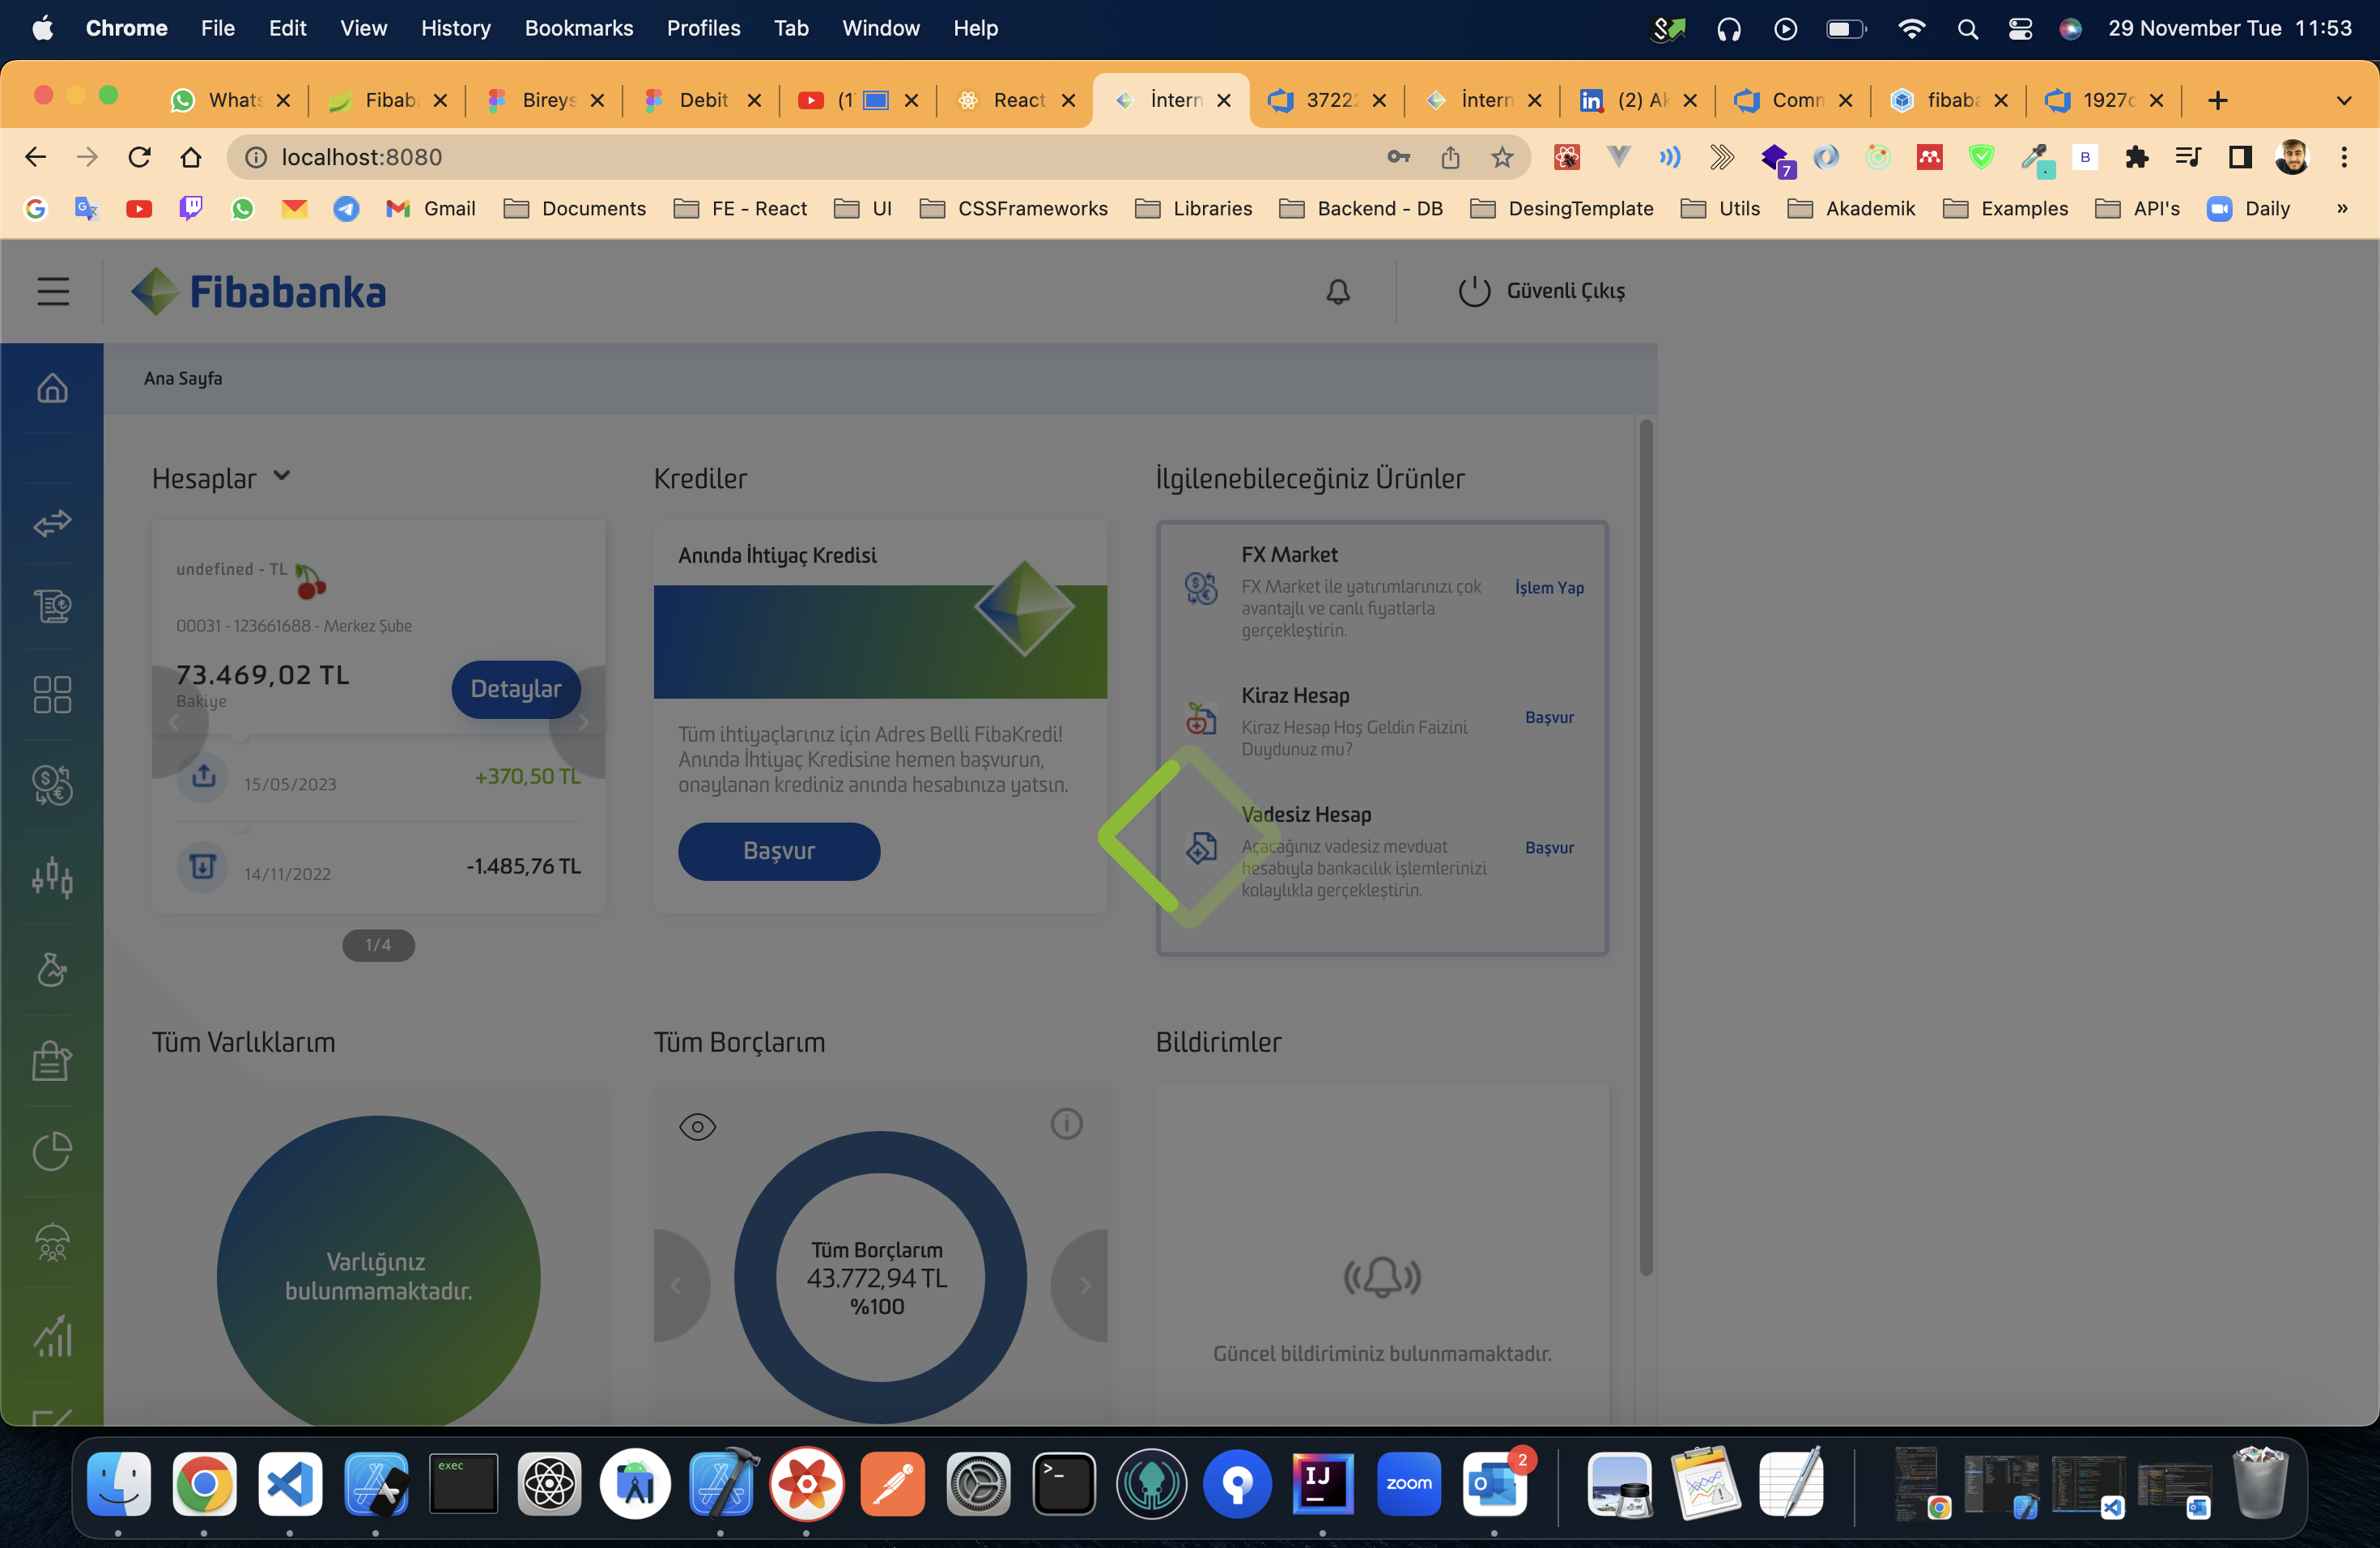 Chrome File Edit View History Bookmarks Profiles Tab Window Help 29 November Tue 11:53
What Fibab Bireys Debit (1 React İntern 3722 İntern (2) Ak Com fibaba 1927
localhost:8080
7
B
Gmail Documents FE - React UI CSSFrameworks Libraries Backend - DB DesingTemplate Utils Akademik Examples API's Daily »
Fibabanka
Güvenli Çıkış
Ana Sayfa
Hesaplar
undefined - TL
00031 - 123661688 - Merkez Şube
73.469,02 TL
Bakiye
Detaylar
15/05/2023 +370,50 TL
14/11/2022 -1.485,76 TL
1/4
Krediler
Anında İhtiyaç Kredisi
Tüm ihtiyaçlarınız için Adres Belli FibaKredi!
Anında İhtiyaç Kredisine hemen başvurun,
onaylanan krediniz anında hesabınıza yatsın.
Başvur
İlgilenebileceğiniz Ürünler
FX Market
FX Market ile yatırımlarınızı çok
avantajlı ve canlı fiyatlarla
gerçekleştirin.
İşlem Yap
Kiraz Hesap
Kiraz Hesap Hoş Geldin Faizini
Duydunuz mu?
Başvur
Vadesiz Hesap
Açacağınız vadesiz mevduat
hesabıyla bankacılık işlemlerinizi
kolaylıkla gerçekleştirin.
Başvur
Tüm Varlıklarım
Varlığınız
bulunmamaktadır.
Tüm Borçlarım
Tüm Borçlarım
43.772,94 TL
%100
Bildirimler
Güncel bildiriminiz bulunmamaktadır.
exec
IJ
zoom
2